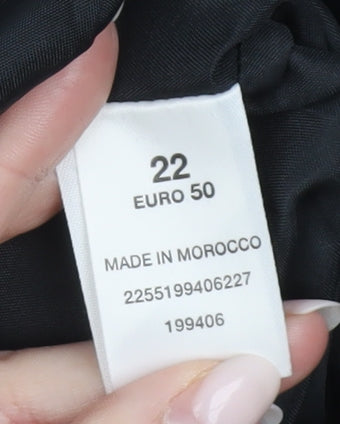 22
EURO 50
MADE IN MOROCCO
2255199406227
199406